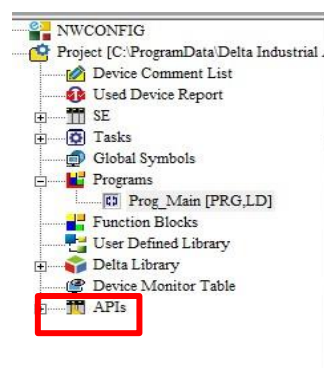 NWCONFIG
Project [C:\ProgramData\Delta Industrial
Device Comment List
Used Device Report
SE
Tasks
Global Symbols
Programs
Prog_Main [PRG,LD]
Function Blocks
User Defined Library
Delta Library
Device Monitor Table
APIs